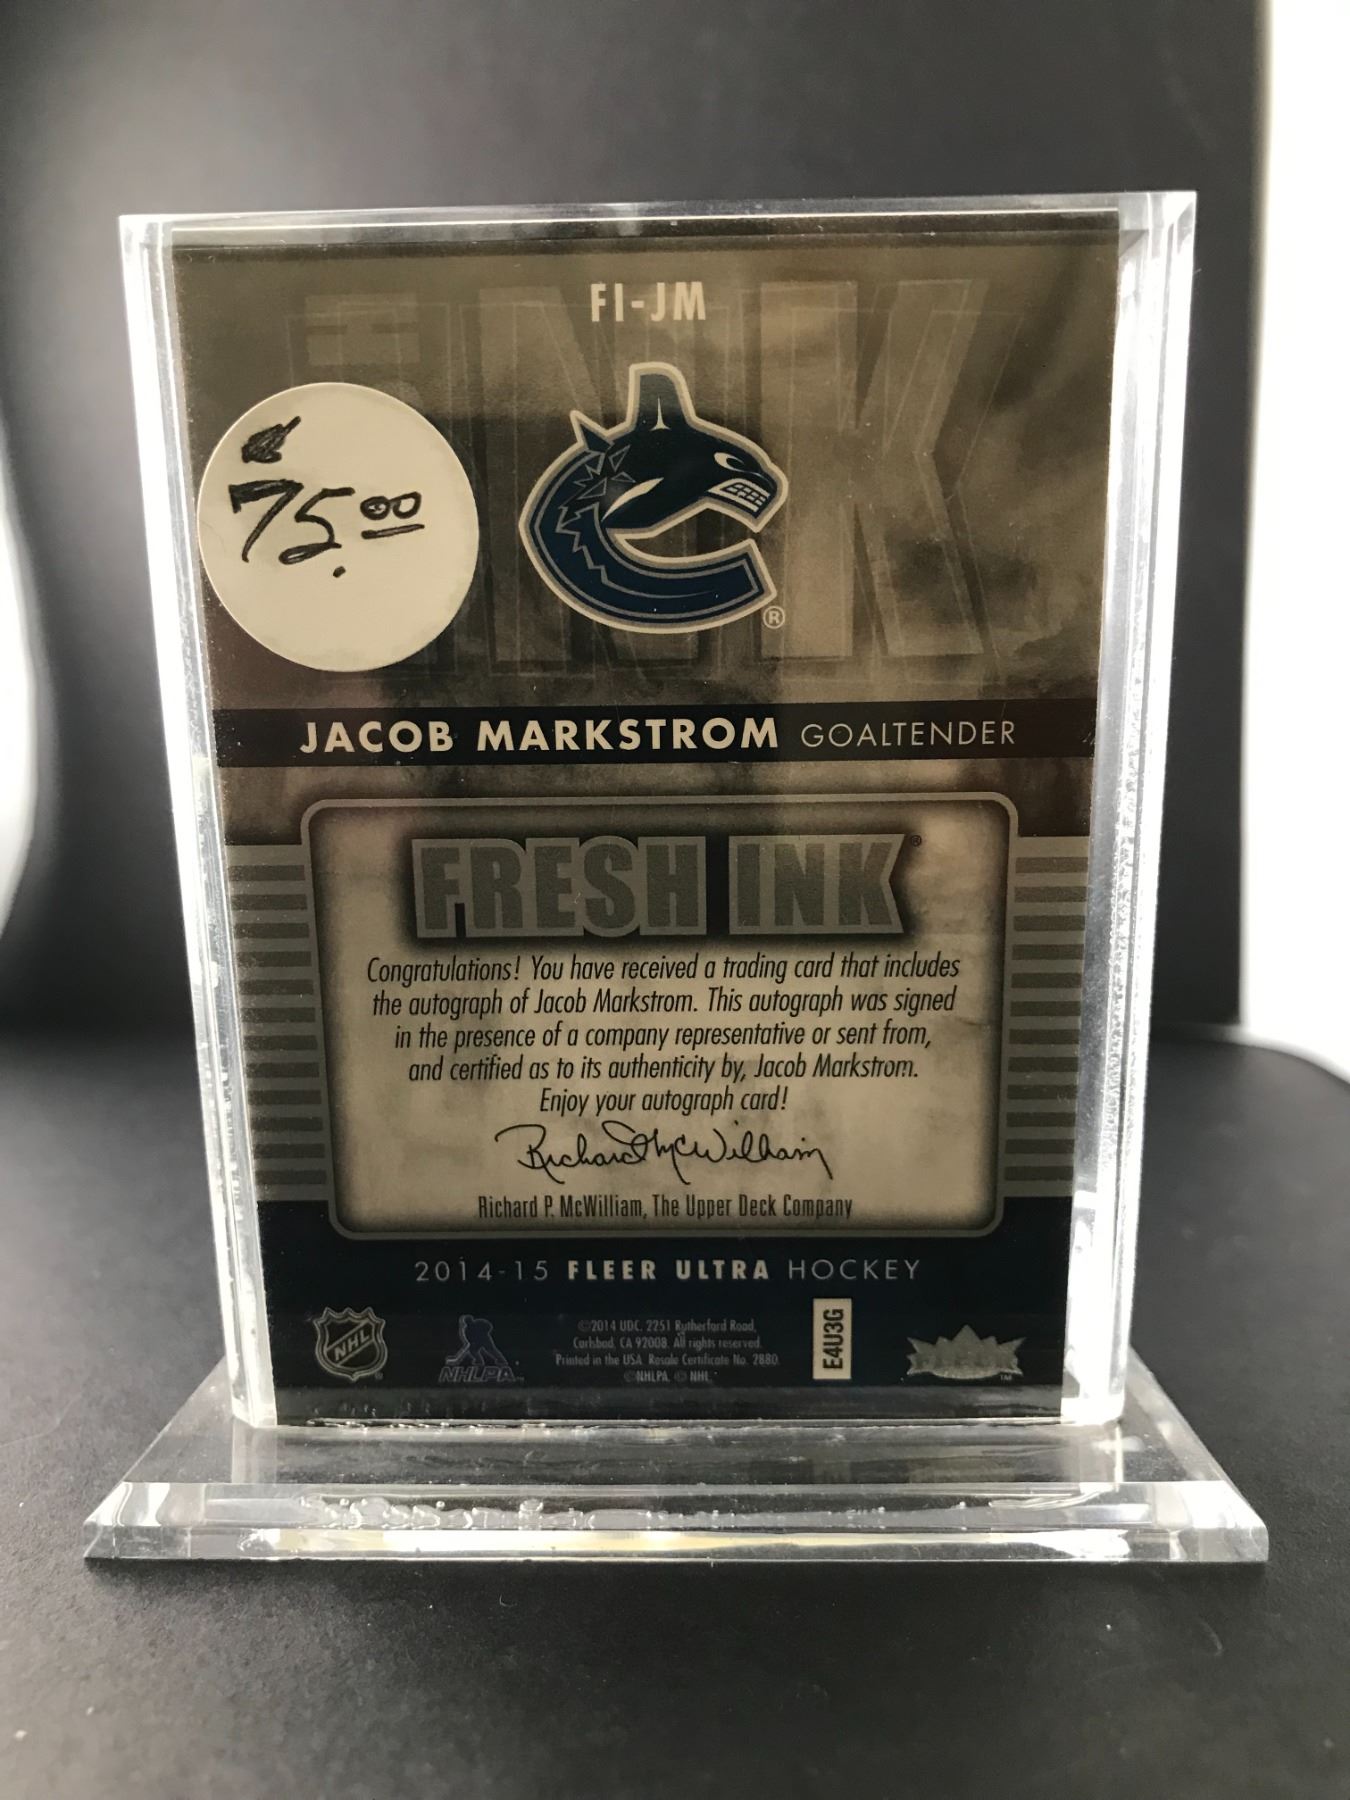 FI-JM
INK
75.00
®
JACOB MARKSTROM GOALTENDER
FRESH INK®
Congratulations! You have received a trading card that includes
the autograph of Jacob Markstrom. This autograph was signed
in the presence of a company representative or sent from,
and certified as to its authenticity by, Jacob Markstrom.
Enjoy your autograph card!
Richard McWilliam
Richard P. McWilliam, The Upper Deck Company
2014-15 FLEER ULTRA HOCKEY
NHL
NHLPA
©2014 UDC. 2251 Rutherford Road,
Carlsbad, CA 92008. All rights reserved.
Printed in the USA. Resale Certificate No. 2880.
©NHLPA. © NHL.
E4U3G
FLEER